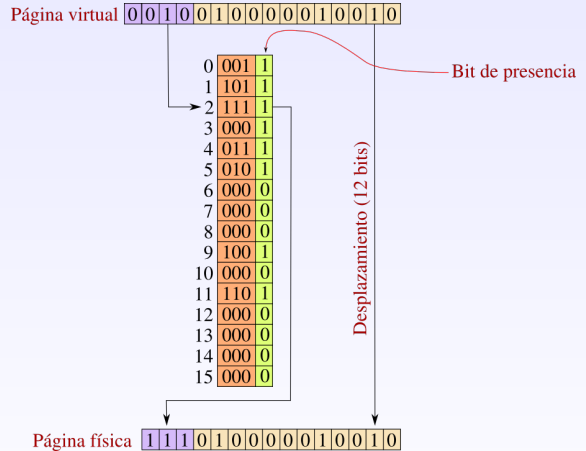 Página virtual 0 0 1 0 0 1 0 0 0 0 0 1 0 0 1 0
Bit de presencia
0 001 1
1 101 1
2 111 1
3 000 1
4 011 1
5 010 1
6 000 0
7 000 0
8 000 0
9 100 1
10 000 0
11 110 1
12 000 0
13 000 0
14 000 0
15 000 0
Desplazamiento (12 bits)
Página física 1 1 1 0 1 0 0 0 0 0 1 0 0 1 0